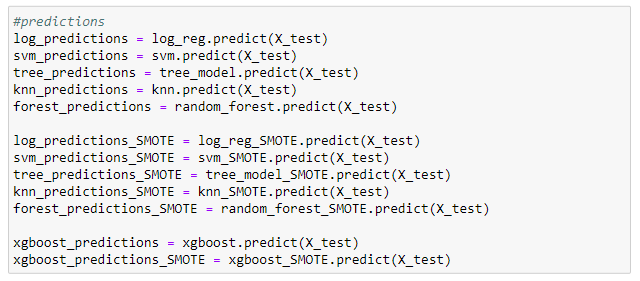 #predictions
log_predictions = log_reg.predict(X_test)
svm_predictions = svm.predict(X_test)
tree_predictions = tree_model.predict(X_test)
knn_predictions = knn.predict(X_test)
forest_predictions = random_forest.predict(X_test)
log_predictions_SMOTE = log_reg_SMOTE.predict(X_test)
svm_predictions_SMOTE = svm_SMOTE.predict(X_test)
tree_predictions_SMOTE = tree_model_SMOTE.predict(X_test)
knn_predictions_SMOTE = knn_SMOTE.predict(X_test)
forest_predictions_SMOTE = random_forest_SMOTE.predict(X_test)
xgboost_predictions = xgboost.predict(X_test)
xgboost_predictions_SMOTE = xgboost_SMOTE.predict(X_test)